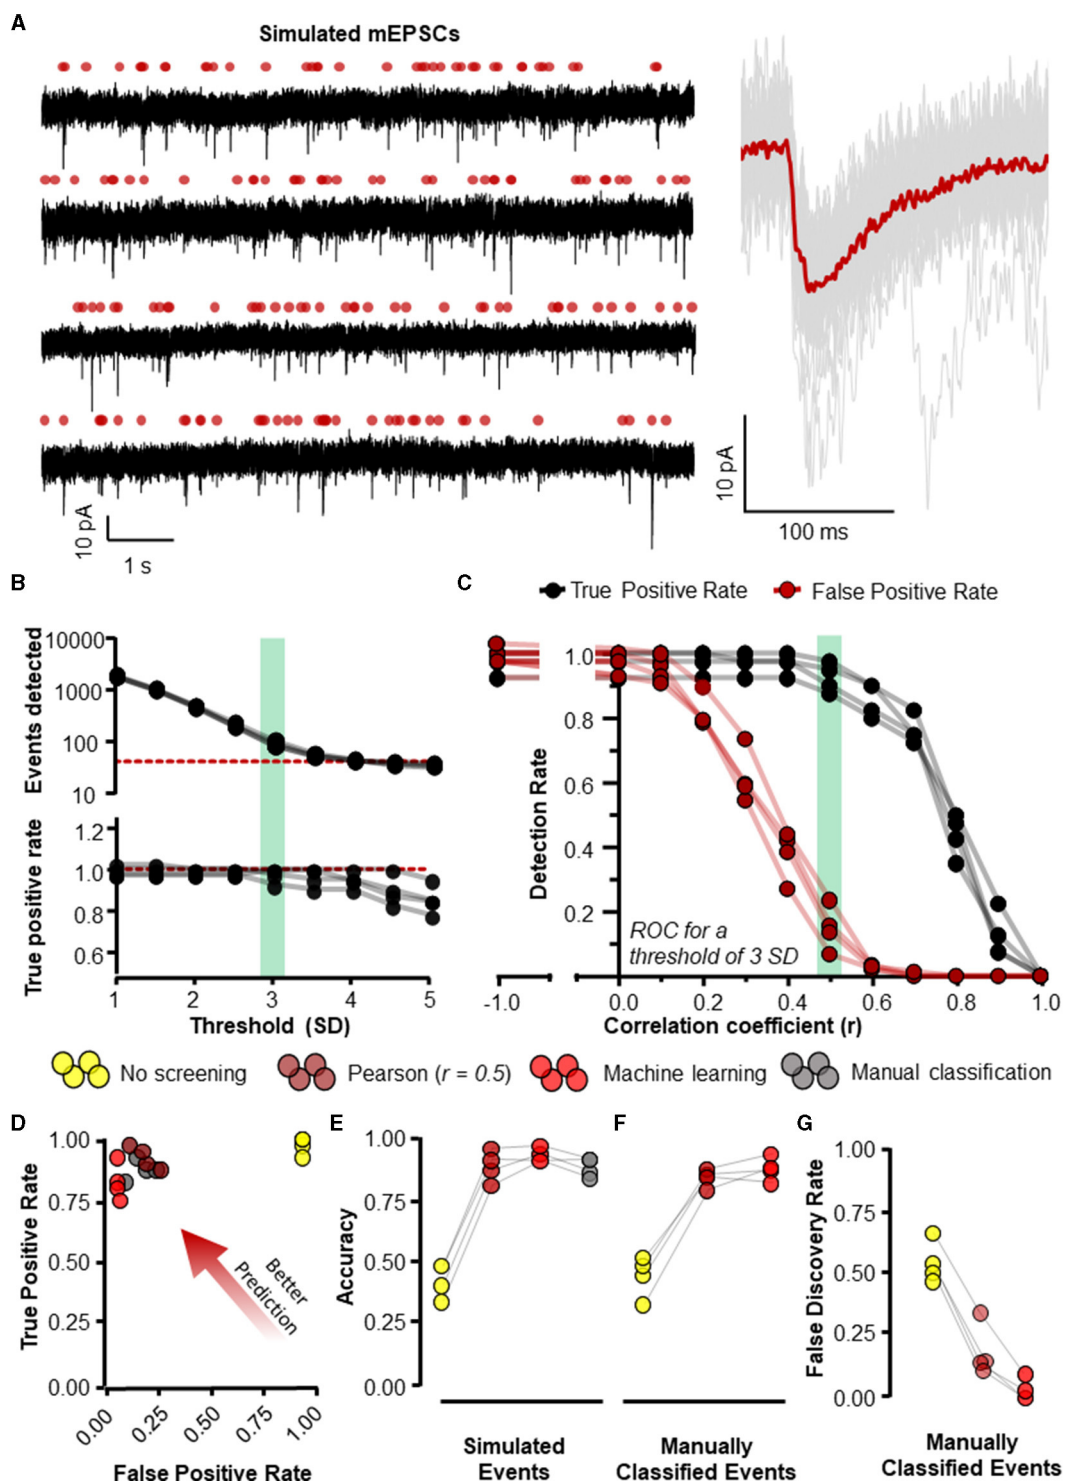 A
Simulated mEPSCs
10 pA
1 s
10 pA
100 ms
B
Events detected
10000
1000
100
10
True positive rate
1.2
1.0
0.8
0.6
1 2 3 4 5
Threshold (SD)
C
True Positive Rate
False Positive Rate
Detection Rate
1.0
0.8
0.6
0.4
0.2
ROC for a
threshold of 3 SD
-1.0 0.0 0.2 0.4 0.6 0.8 1.0
Correlation coefficient (r)
No screening
Pearson (r = 0.5)
Machine learning
Manual classification
D
True Positive Rate
1.00
0.75
0.50
0.25
0.00
Better
Prediction
0.00 0.25 0.50 0.75 1.00
False Positive Rate
E
Accuracy
1.00
0.75
0.50
0.25
0.00
Simulated
Events
F
Manually
Classified Events
G
False Discovery Rate
1.00
0.75
0.50
0.25
0.00
Manually
Classified Events